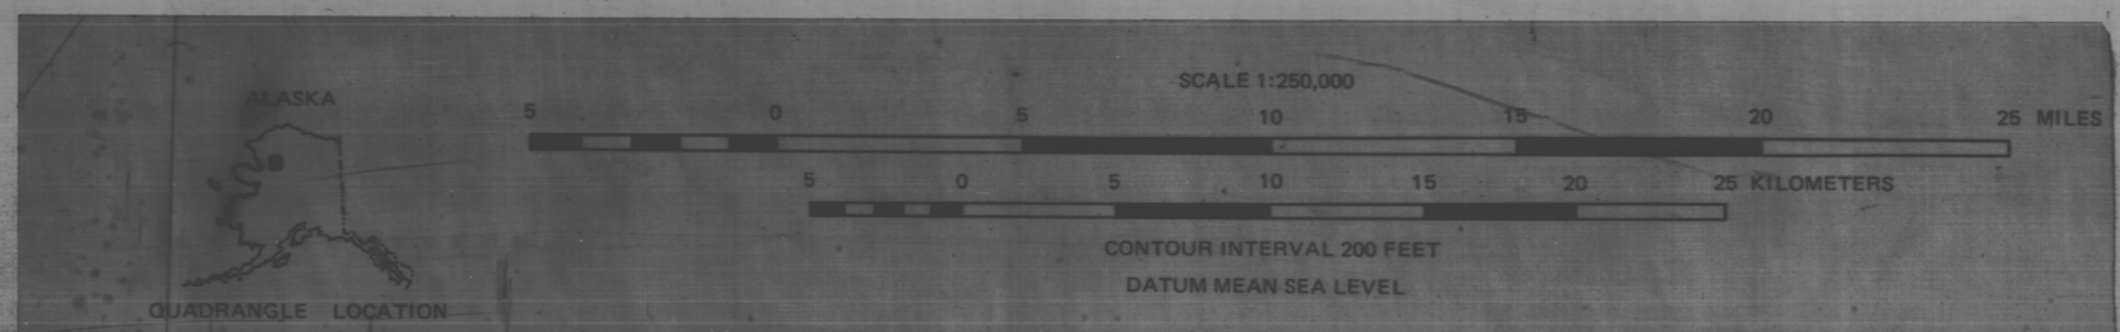 ALASKA
QUADRANGLE LOCATION
SCALE 1:250,000
5 0 5 10 15 20 25 MILES
5 0 5 10 15 20 25 KILOMETERS
CONTOUR INTERVAL 200 FEET
DATUM MEAN SEA LEVEL